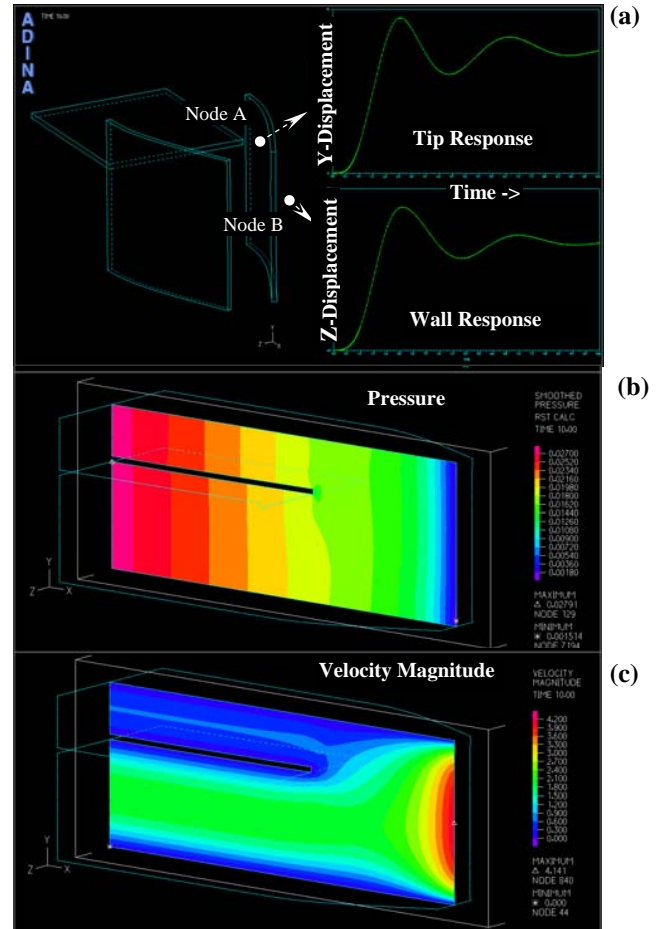 ADINA
TIME 10.00
(a)
Node A
Node B
Y-Displacement
Tip Response
Time ->
Z-Displacement
Wall Response
Y
Z X
(b)
Pressure
SMOOTHED
PRESSURE
RST CALC
TIME 10.00
0.02700
0.02520
0.02340
0.02160
0.01980
0.01800
0.01620
0.01440
0.01260
0.01080
0.00900
0.00720
0.00540
0.00360
0.00180
MAXIMUM
Δ 0.02791
NODE 129
MINIMUM
* 0.001514
NODE 7194
Y
Z X
(c)
Velocity Magnitude
VELOCITY
MAGNITUDE
TIME 10.00
4.200
3.900
3.600
3.300
3.000
2.700
2.400
2.100
1.800
1.500
1.200
0.900
0.600
0.300
0.000
MAXIMUM
Δ 4.141
NODE 840
MINIMUM
* 0.000
NODE 44
Y
Z X